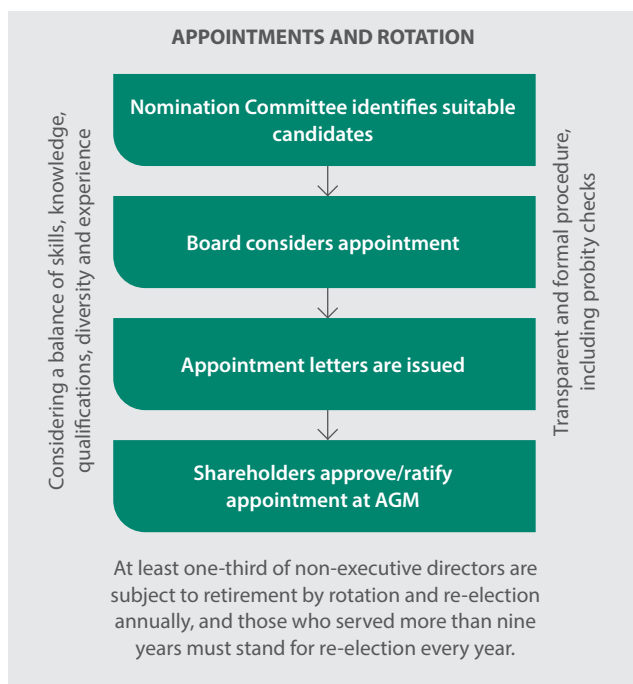 APPOINTMENTS AND ROTATION
Considering a balance of skills, knowledge,
qualifications, diversity and experience
Nomination Committee identifies suitable
candidates
Board considers appointment
Appointment letters are issued
Shareholders approve/ratify
appointment at AGM
Transparent and formal procedure,
including probity checks
At least one-third of non-executive directors are
subject to retirement by rotation and re-election
annually, and those who served more than nine
years must stand for re-election every year.